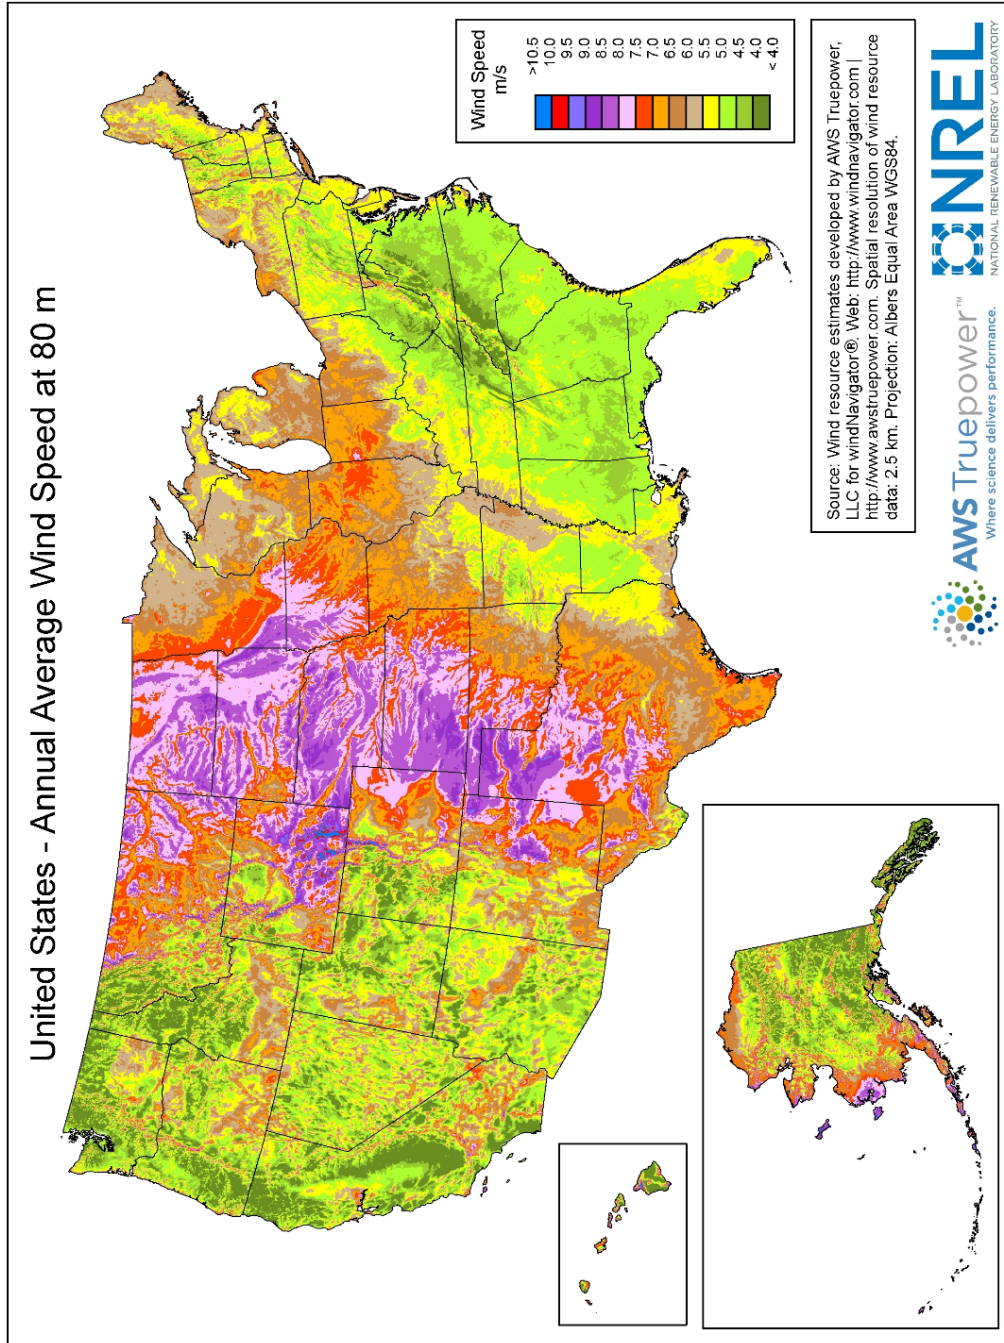 United States - Annual Average Wind Speed at 80 m
Wind Speed
m/s
>10.5
10.0
9.5
9.0
8.5
8.0
7.5
7.0
6.5
6.0
5.5
5.0
4.5
4.0
< 4.0
Source: Wind resource estimates developed by AWS Truepower,
LLC for windNavigator®. Web: http://www.windnavigator.com |
http://www.awstruepower.com. Spatial resolution of wind resource
data: 2.5 km. Projection: Albers Equal Area WGS84.
AWS Truepower™
Where science delivers performance.
NREL
NATIONAL RENEWABLE ENERGY LABORATORY